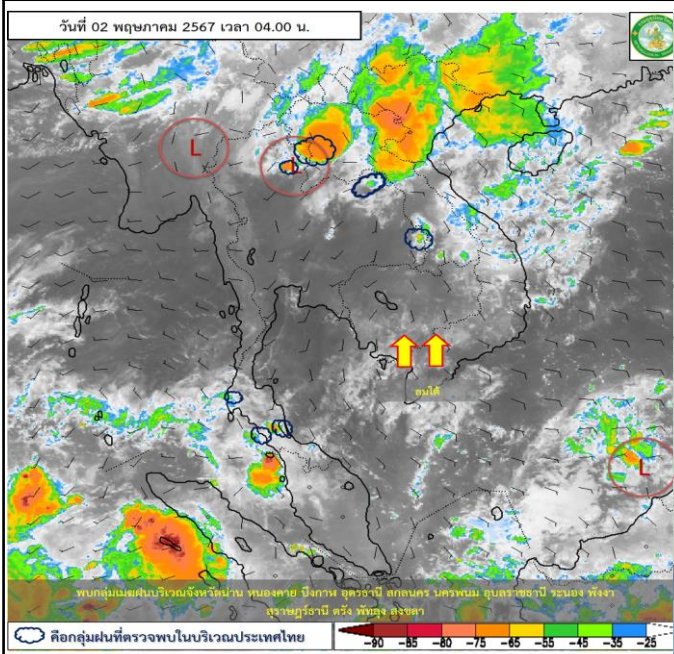 วันที่ 02 พฤษภาคม 2567 เวลา 04.00 น.
L
L
ลมใต้
L
พบกลุ่มเมฆฝนบริเวณจังหวัดน่าน หนองคาย บึงกาฬ อุดรธานี สกลนคร นครพนม อุบลราชธานี ระนอง พังงา
สุราษฎร์ธานี ตรัง พัทลุง สงขลา
คือกลุ่มฝนที่ตรวจพบในบริเวณประเทศไทย
-90 -85 -80 -75 -65 -55 -45 -35 -25